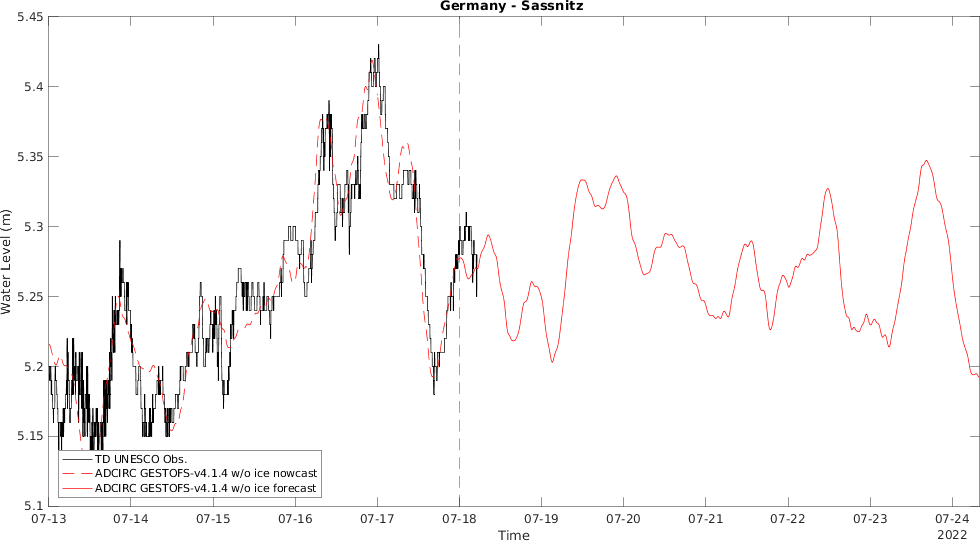 Germany - Sassnitz
5.45
5.4
5.35
5.3
5.25
5.2
5.15
5.1
Water Level (m)
TD UNESCO Obs.
ADCIRC GESTOFS-v4.1.4 w/o ice nowcast
ADCIRC GESTOFS-v4.1.4 w/o ice forecast
07-13 07-14 07-15 07-16 07-17 07-18 07-19 07-20 07-21 07-22 07-23 07-24
Time
2022